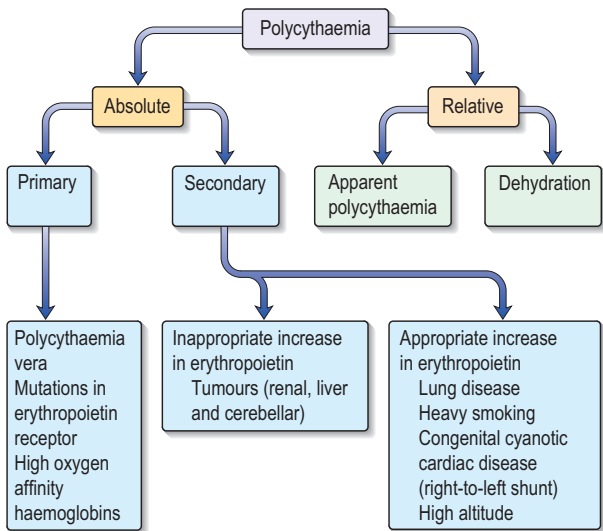 Polycythaemia
Absolute
Relative
Primary
Secondary
Apparent
polycythaemia
Dehydration
Polycythaemia
vera
Mutations in
erythropoietin
receptor
High oxygen
affinity
haemoglobins
Inappropriate increase
in erythropoietin
Tumours (renal, liver
and cerebellar)
Appropriate increase
in erythropoietin
Lung disease
Heavy smoking
Congenital cyanotic
cardiac disease
(right-to-left shunt)
High altitude